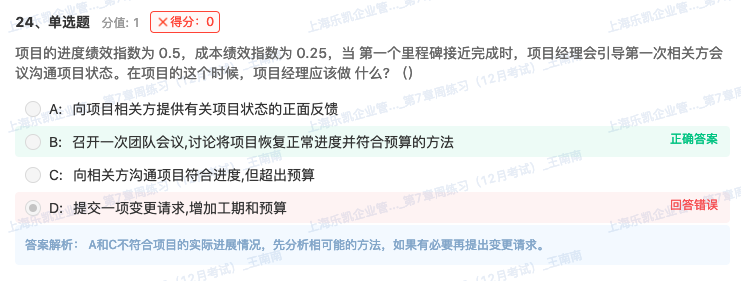 24、单选题 分值: 1 ×得分：0
项目的进度绩效指数为 0.5，成本绩效指数为 0.25，当 第一个里程碑接近完成时，项目经理会引导第一次相关方会
议沟通项目状态。在项目的这个时候，项目经理应该做 什么？（）
A: 向项目相关方提供有关项目状态的正面反馈
B: 召开一次团队会议,讨论将项目恢复正常进度并符合预算的方法 正确答案
C: 向相关方沟通项目符合进度,但超出预算
D: 提交一项变更请求,增加工期和预算 回答错误
答案解析： A和C不符合项目的实际进展情况，先分析相可能的方法，如果有必要再提出变更请求。
上海乐凯企业管..._第7章周练习（12月考试）_王南南